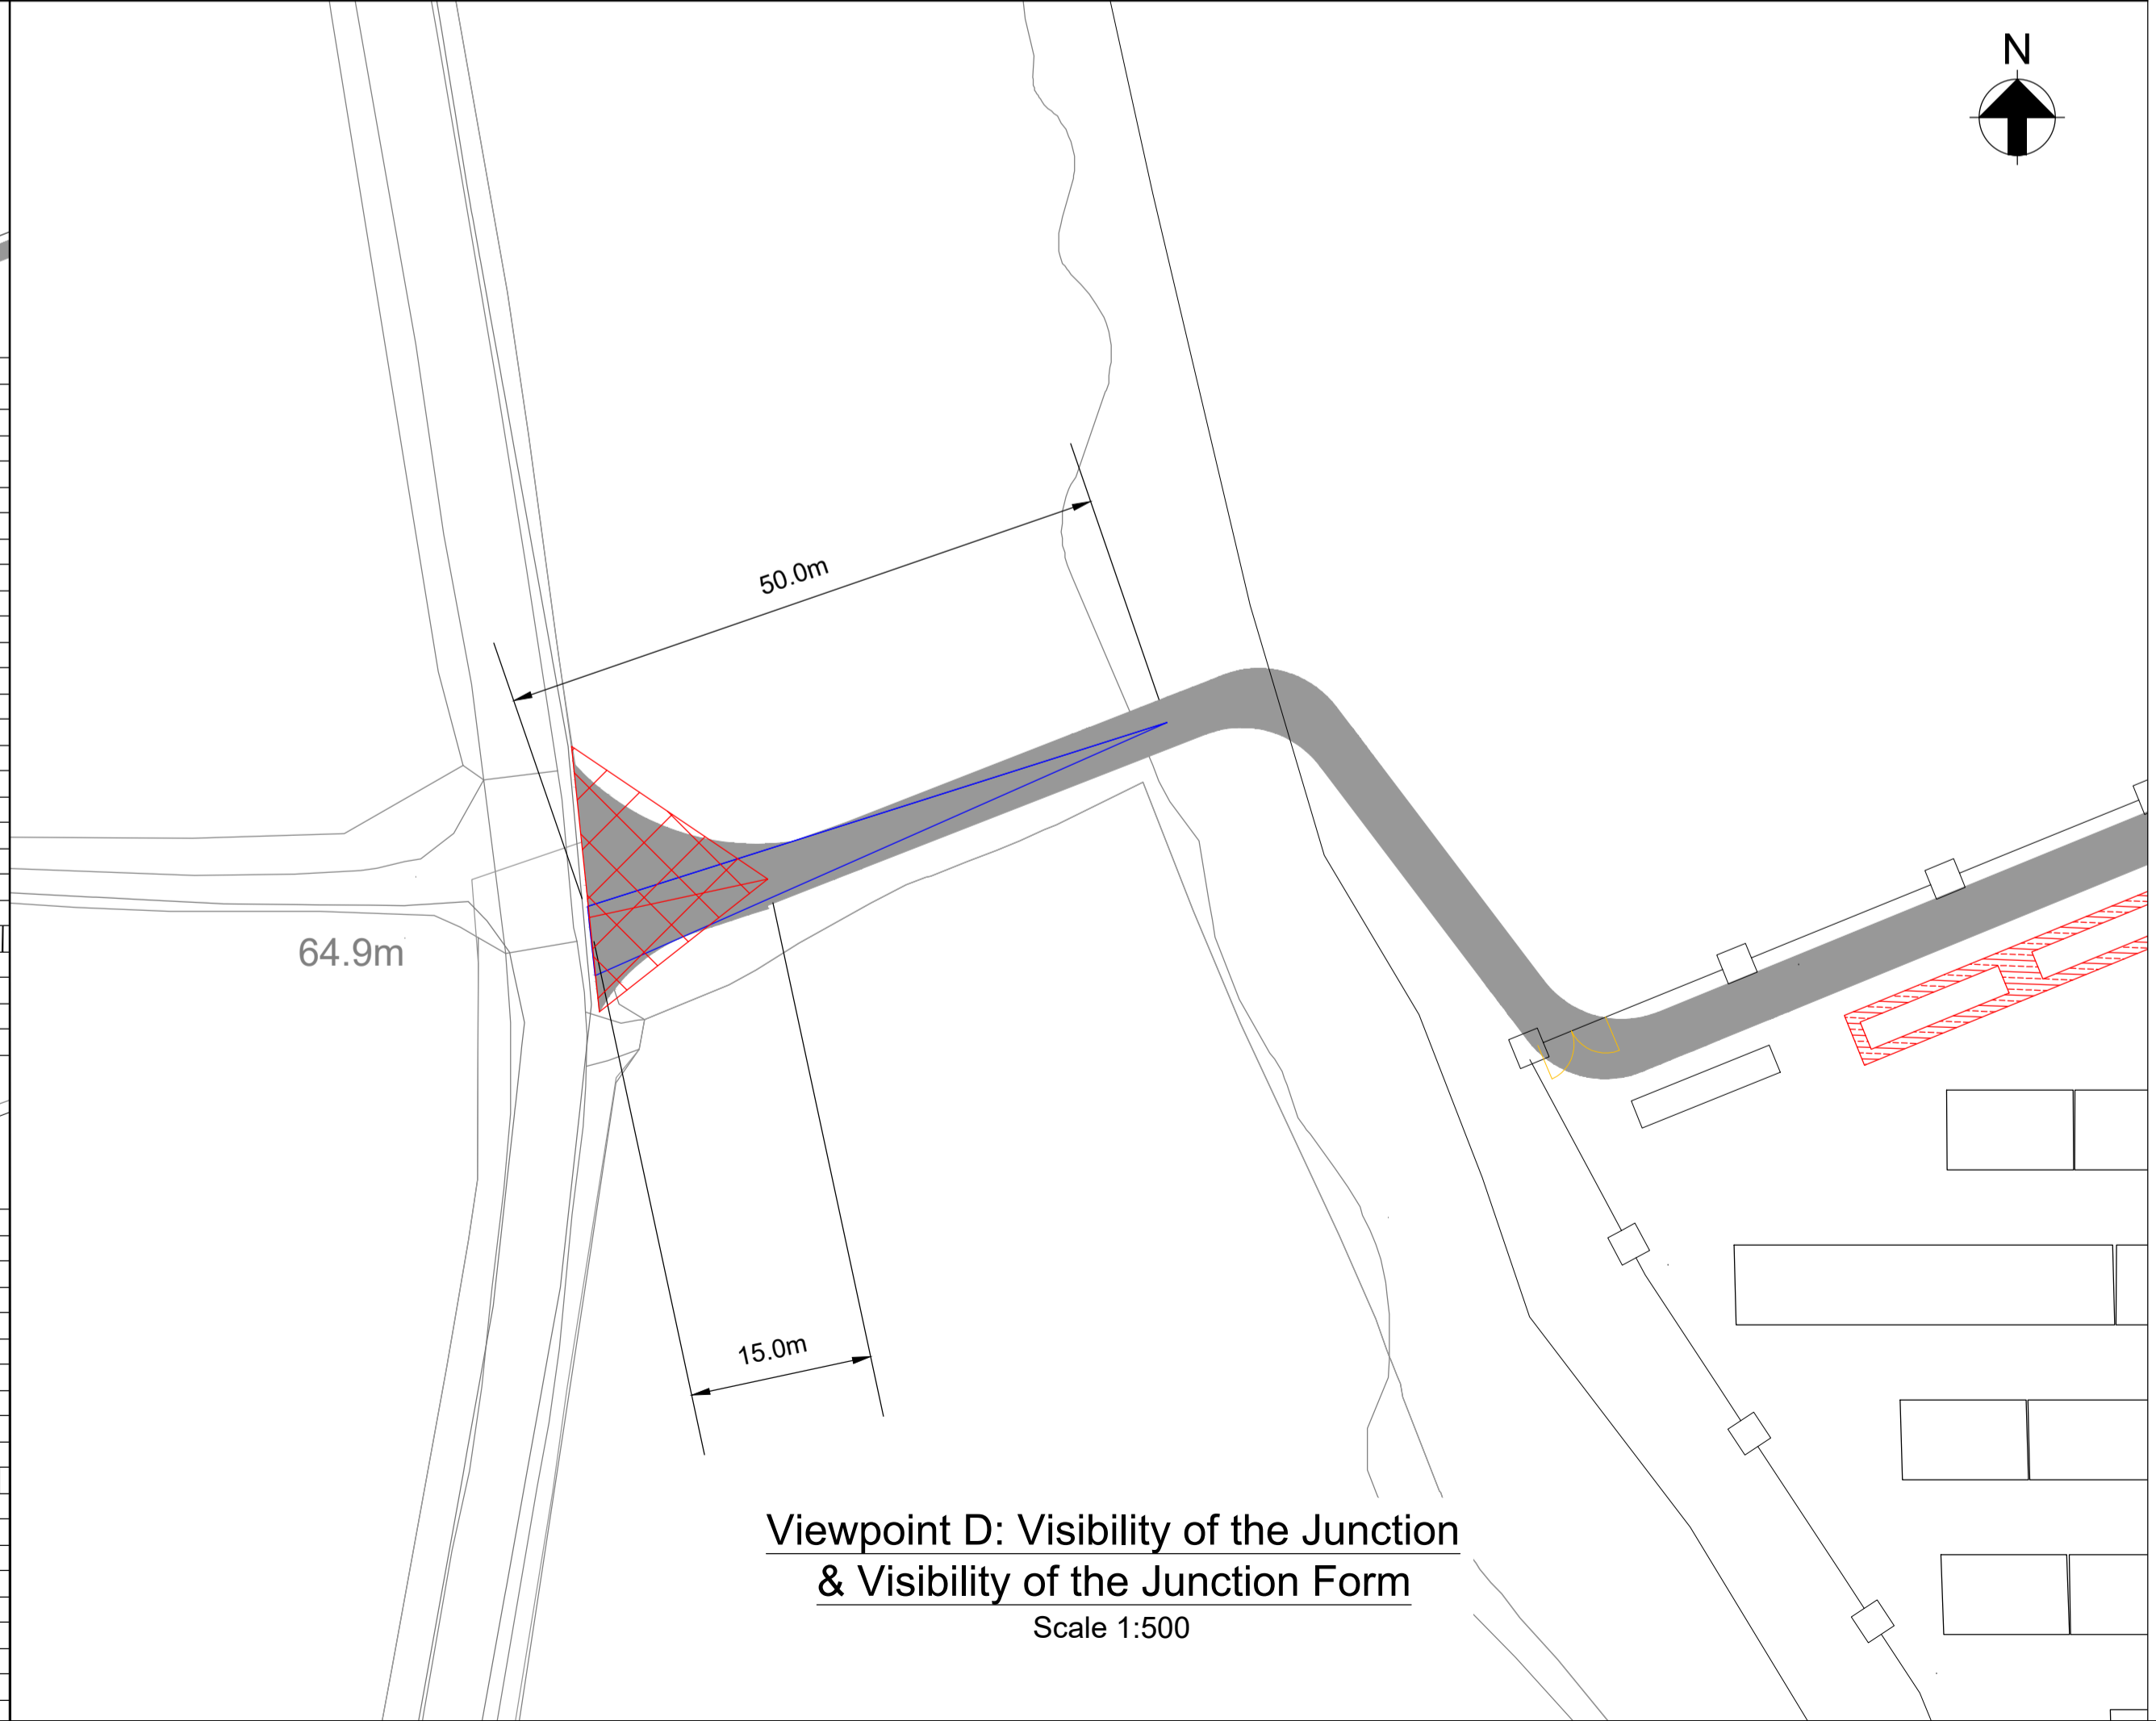 N
50.0m
64.9m
15.0m
Viewpoint D: Visibility of the Junction
& Visibility of the Junction Form
Scale 1:500